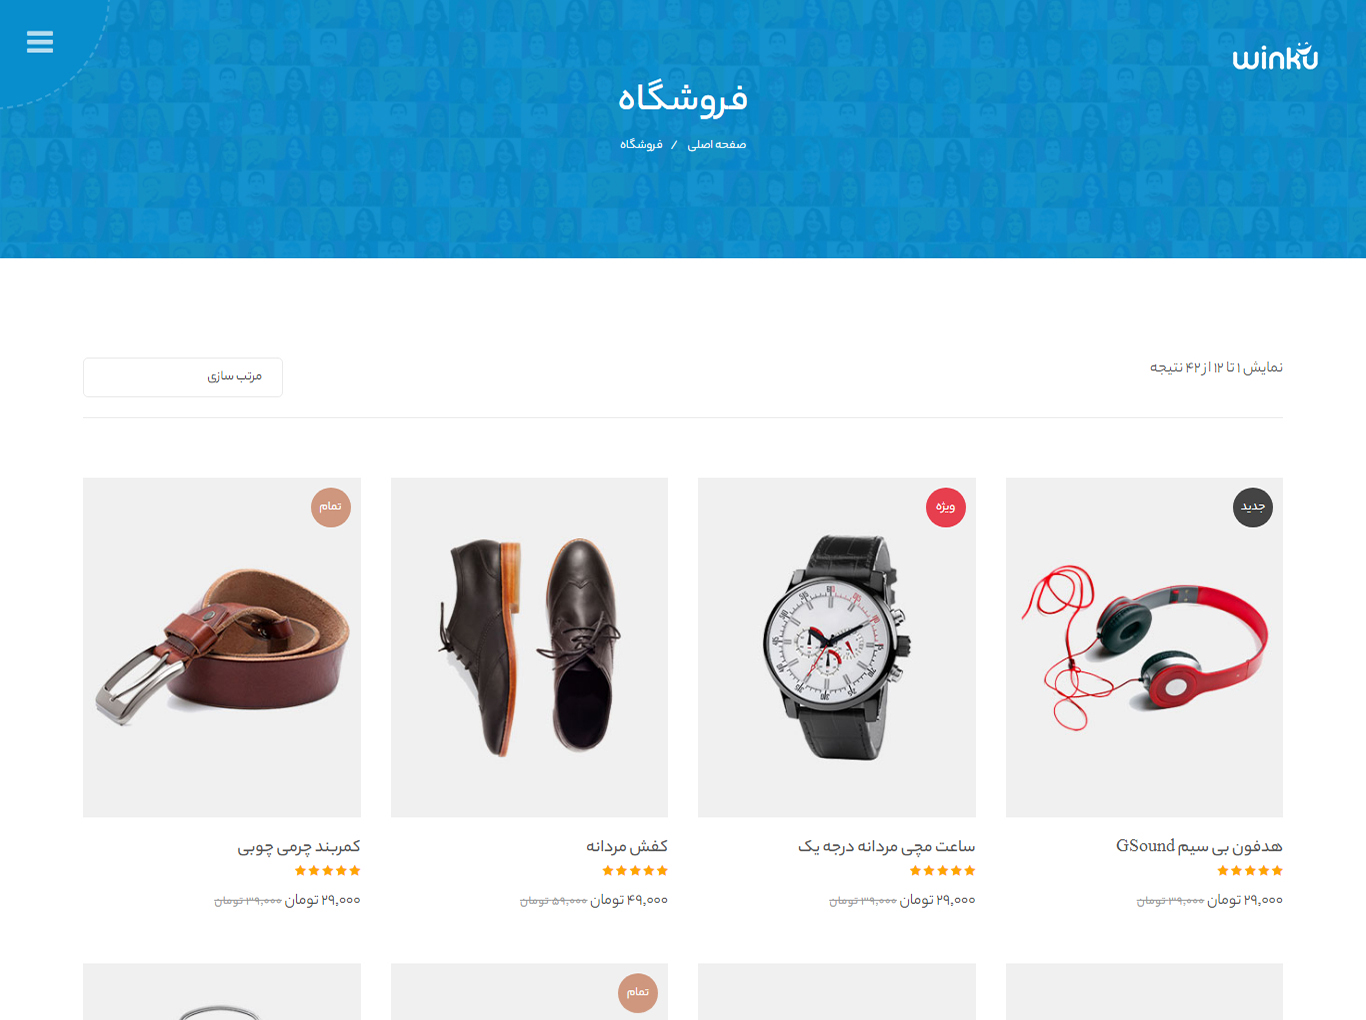 winku
فروشگاه
صفحه اصلی / فروشگاه
نمایش ۱ تا ۱۲ از ۴۲ نتیجه
مرتب سازی
جدید
ویژه
تمام
هدفون بی سیم GSound
۲۹,۰۰۰ تومان ۳۹,۰۰۰ تومان
ساعت مچی مردانه درجه یک
۲۹,۰۰۰ تومان ۳۹,۰۰۰ تومان
کفش مردانه
۴۹,۰۰۰ تومان ۵۹,۰۰۰ تومان
کمربند چرمی چوبی
۲۹,۰۰۰ تومان ۳۹,۰۰۰ تومان
تمام